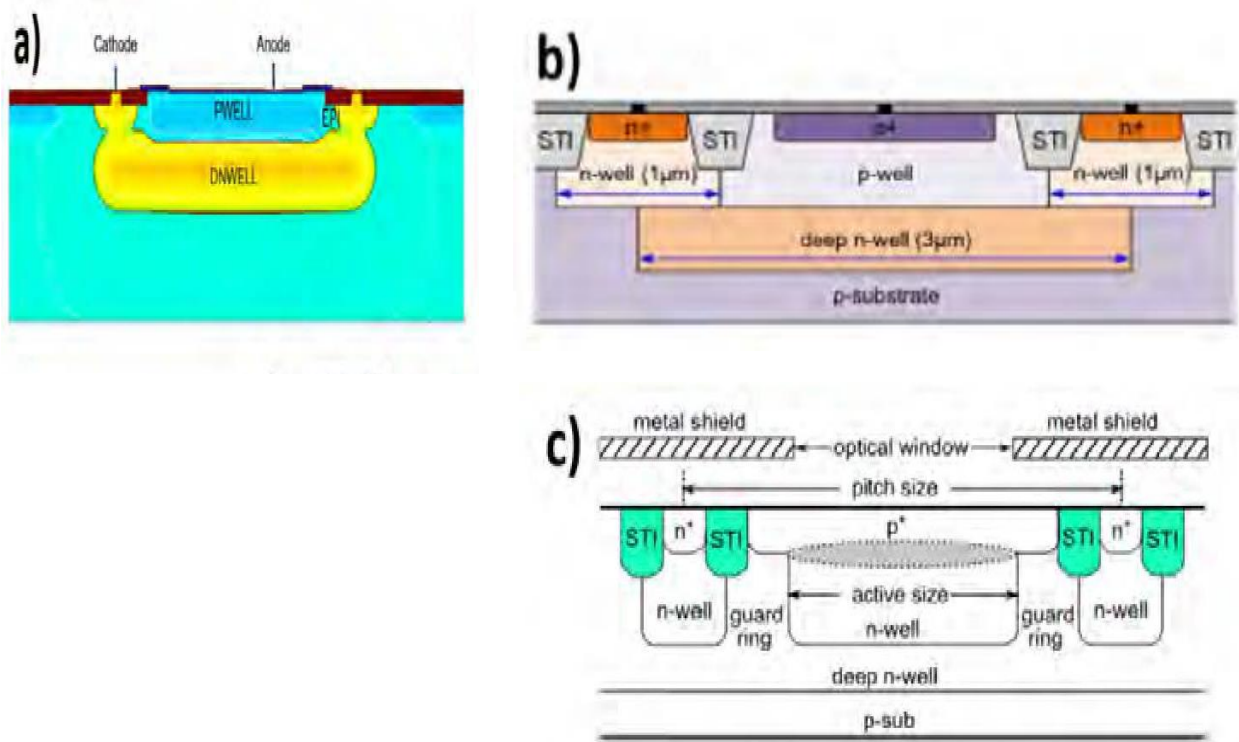 a)
Cathode
Anode
PWELL
EP
DNWELL
b)
STI
n+
STI
p+
STI
n+
STI
n-well (1μm)
p-well
n-well (1μm)
deep n-well (3μm)
p-substrate
c)
metal shield
metal shield
optical window
pitch size
STI
n⁺
STI
p⁺
STI
n⁺
STI
active size
n-well
guard
ring
n-well
guard
ring
n-well
deep n-well
p-sub